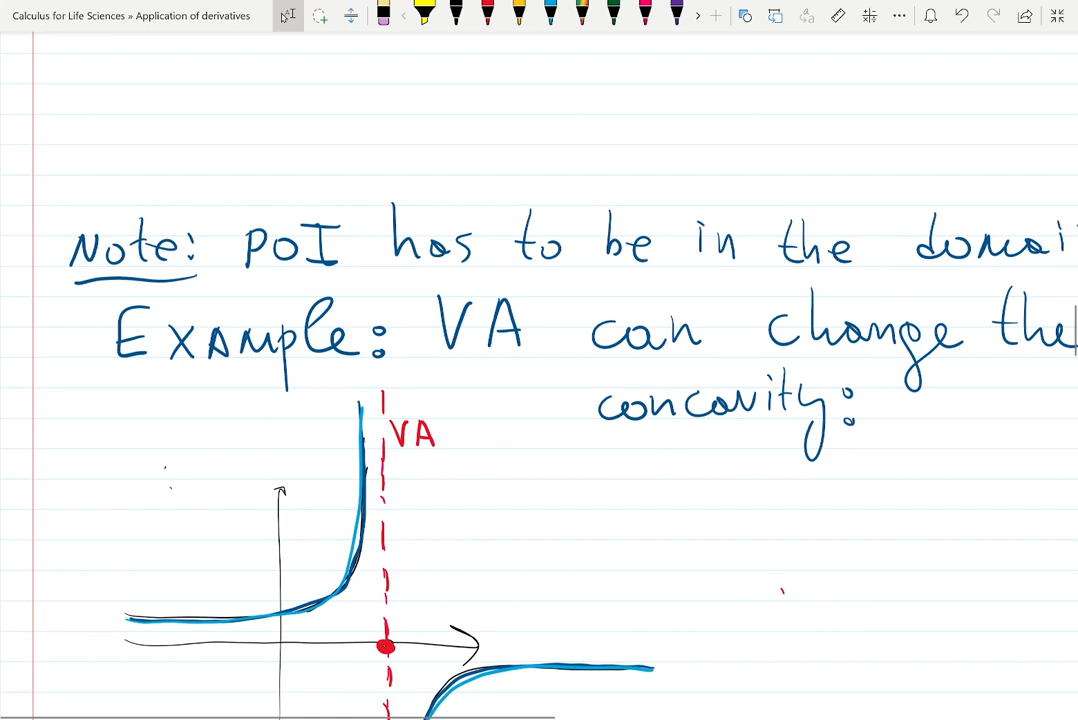 Calculus for Life Sciences » Application of derivatives
Note: POI has to be in the domai
Example: VA can change the
concavity:
VA